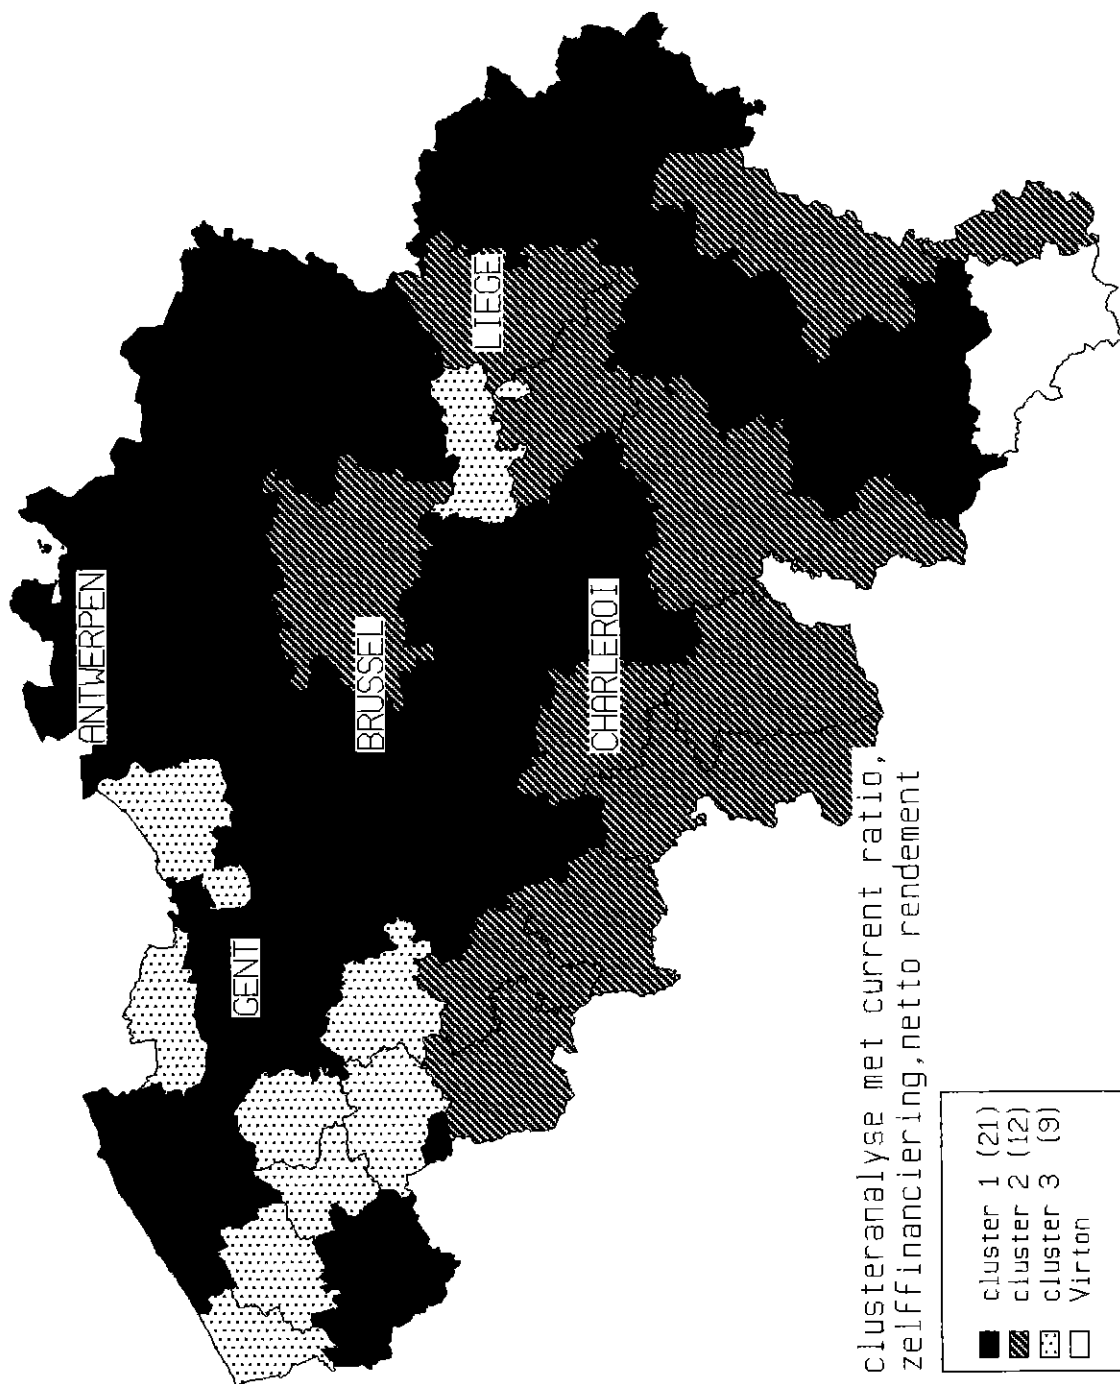 ANTWERPEN
GENT
BRUSSEL
LIEGE
CHARLEROI
clusteranalyse met current ratio,
zelffinanciering,netto rendement
cluster 1 (21)
cluster 2 (12)
cluster 3 (9)
Virton